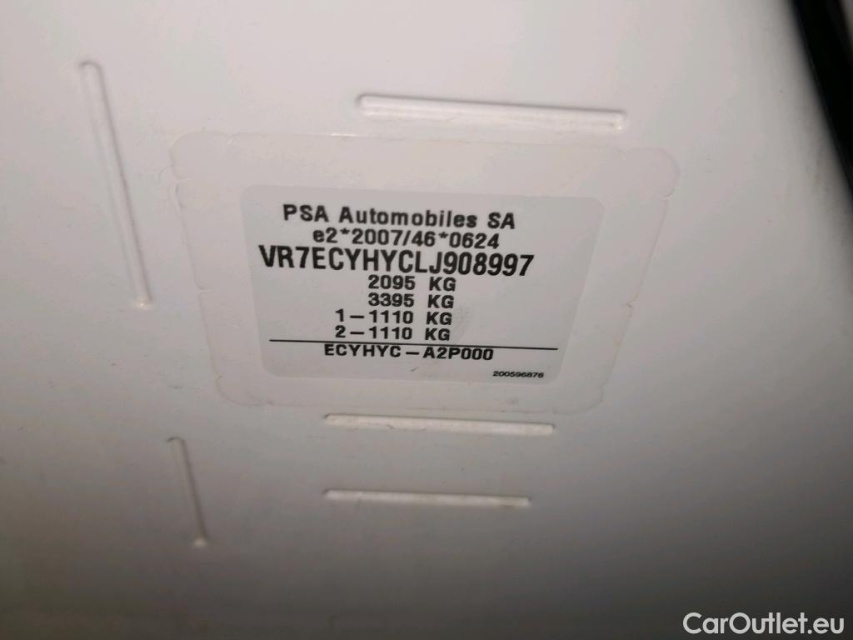 PSA Automobiles SA
e2*2007/46*0624
VR7ECYHYCLJ908997
2095 KG
3395 KG
1-1110 KG
2-1110 KG
ECYHYC-A2P000
200596878
CarOutlet.eu